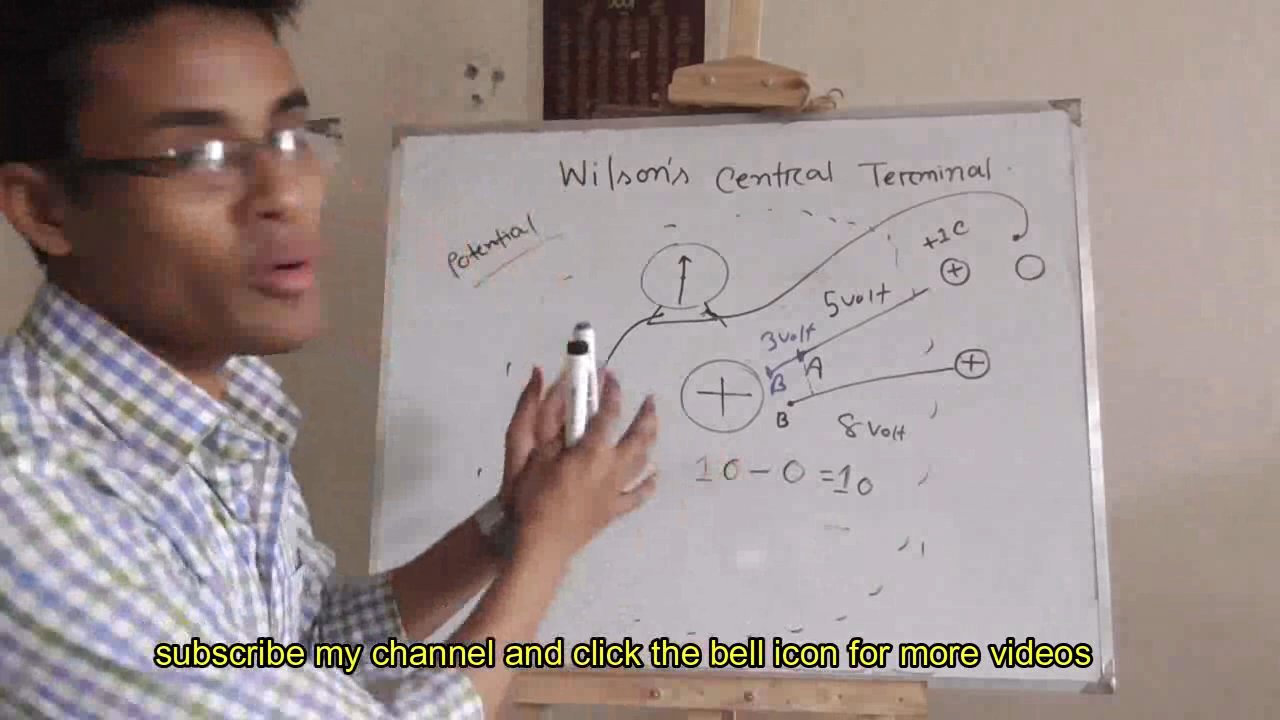 Wilson's Central Terminal
Potential
+1C
+
5volt
3volt
A
B
+
+
B
8 volt
10-0=10
subscribe my channel and click the bell icon for more videos